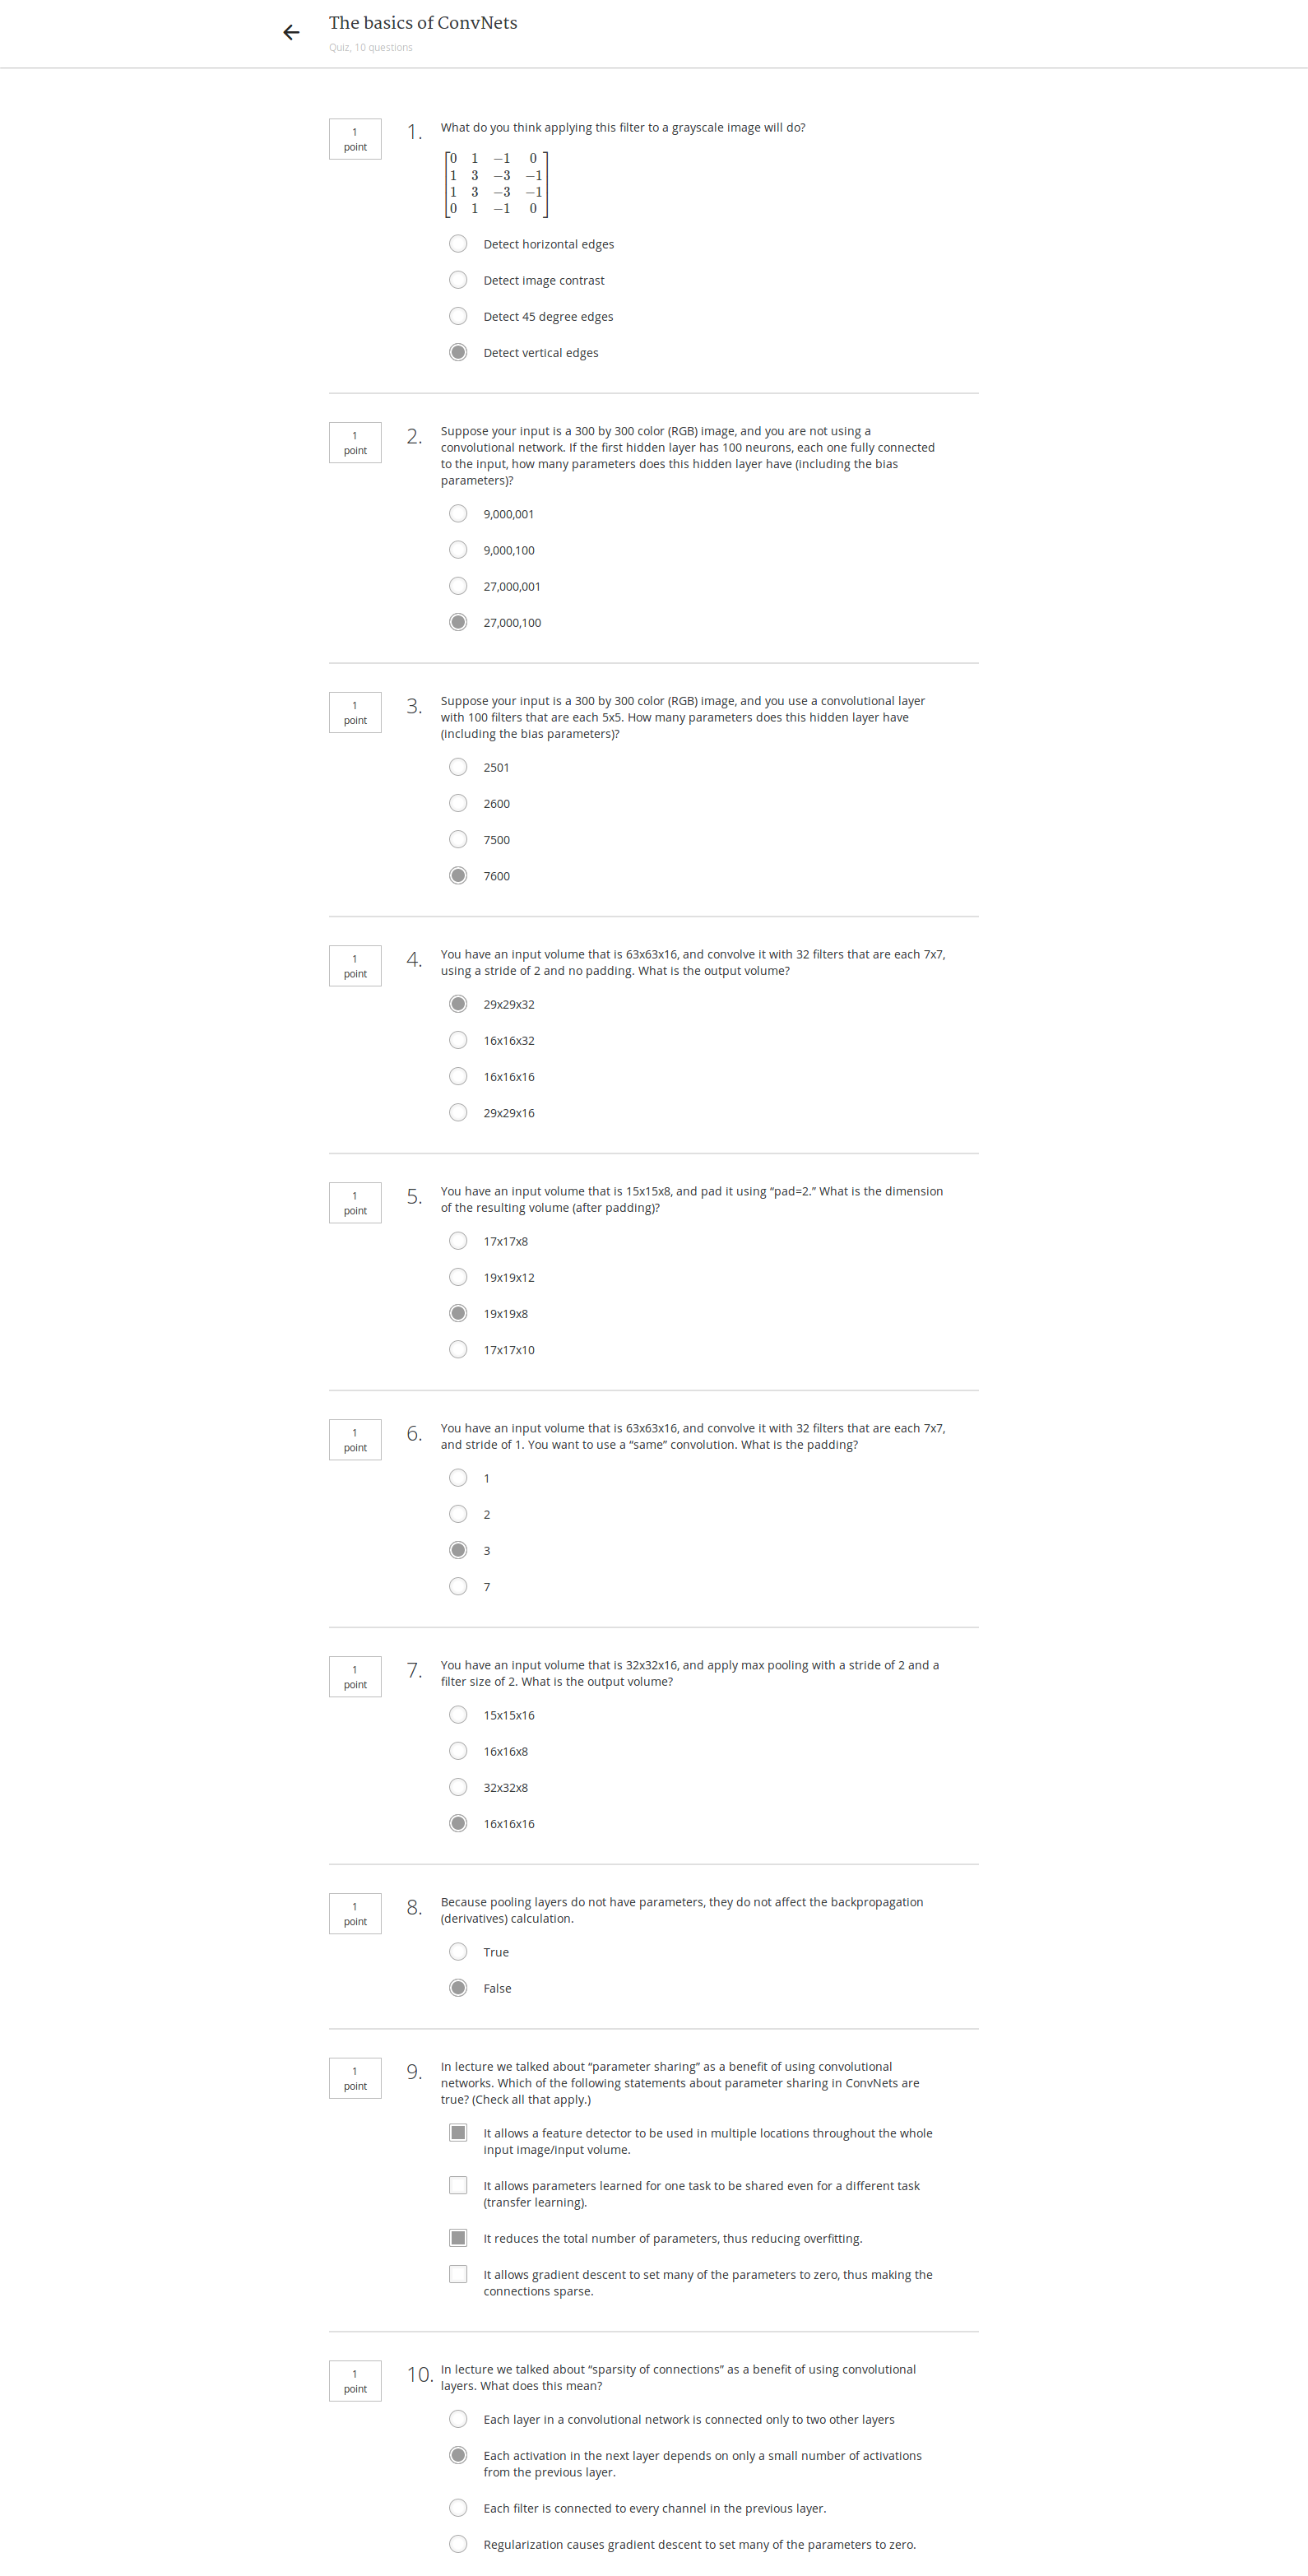 The basics of ConvNets
Quiz, 10 questions
1
point
1.
What do you think applying this filter to a grayscale image will do?
0 1 −1 0
1 3 −3 −1
1 3 −3 −1
0 1 −1 0
Detect horizontal edges
Detect image contrast
Detect 45 degree edges
Detect vertical edges
1
point
2.
Suppose your input is a 300 by 300 color (RGB) image, and you are not using a
convolutional network. If the first hidden layer has 100 neurons, each one fully connected
to the input, how many parameters does this hidden layer have (including the bias
parameters)?
9,000,001
9,000,100
27,000,001
27,000,100
1
point
3.
Suppose your input is a 300 by 300 color (RGB) image, and you use a convolutional layer
with 100 filters that are each 5x5. How many parameters does this hidden layer have
(including the bias parameters)?
2501
2600
7500
7600
1
point
4.
You have an input volume that is 63x63x16, and convolve it with 32 filters that are each 7x7,
using a stride of 2 and no padding. What is the output volume?
29x29x32
16x16x32
16x16x16
29x29x16
1
point
5.
You have an input volume that is 15x15x8, and pad it using “pad=2.” What is the dimension
of the resulting volume (after padding)?
17x17x8
19x19x12
19x19x8
17x17x10
1
point
6.
You have an input volume that is 63x63x16, and convolve it with 32 filters that are each 7x7,
and stride of 1. You want to use a “same” convolution. What is the padding?
1
2
3
7
1
point
7.
You have an input volume that is 32x32x16, and apply max pooling with a stride of 2 and a
filter size of 2. What is the output volume?
15x15x16
16x16x8
32x32x8
16x16x16
1
point
8.
Because pooling layers do not have parameters, they do not affect the backpropagation
(derivatives) calculation.
True
False
1
point
9.
In lecture we talked about “parameter sharing” as a benefit of using convolutional
networks. Which of the following statements about parameter sharing in ConvNets are
true? (Check all that apply.)
It allows a feature detector to be used in multiple locations throughout the whole
input image/input volume.
It allows parameters learned for one task to be shared even for a different task
(transfer learning).
It reduces the total number of parameters, thus reducing overfitting.
It allows gradient descent to set many of the parameters to zero, thus making the
connections sparse.
1
point
10.
In lecture we talked about “sparsity of connections” as a benefit of using convolutional
layers. What does this mean?
Each layer in a convolutional network is connected only to two other layers
Each activation in the next layer depends on only a small number of activations
from the previous layer.
Each filter is connected to every channel in the previous layer.
Regularization causes gradient descent to set many of the parameters to zero.